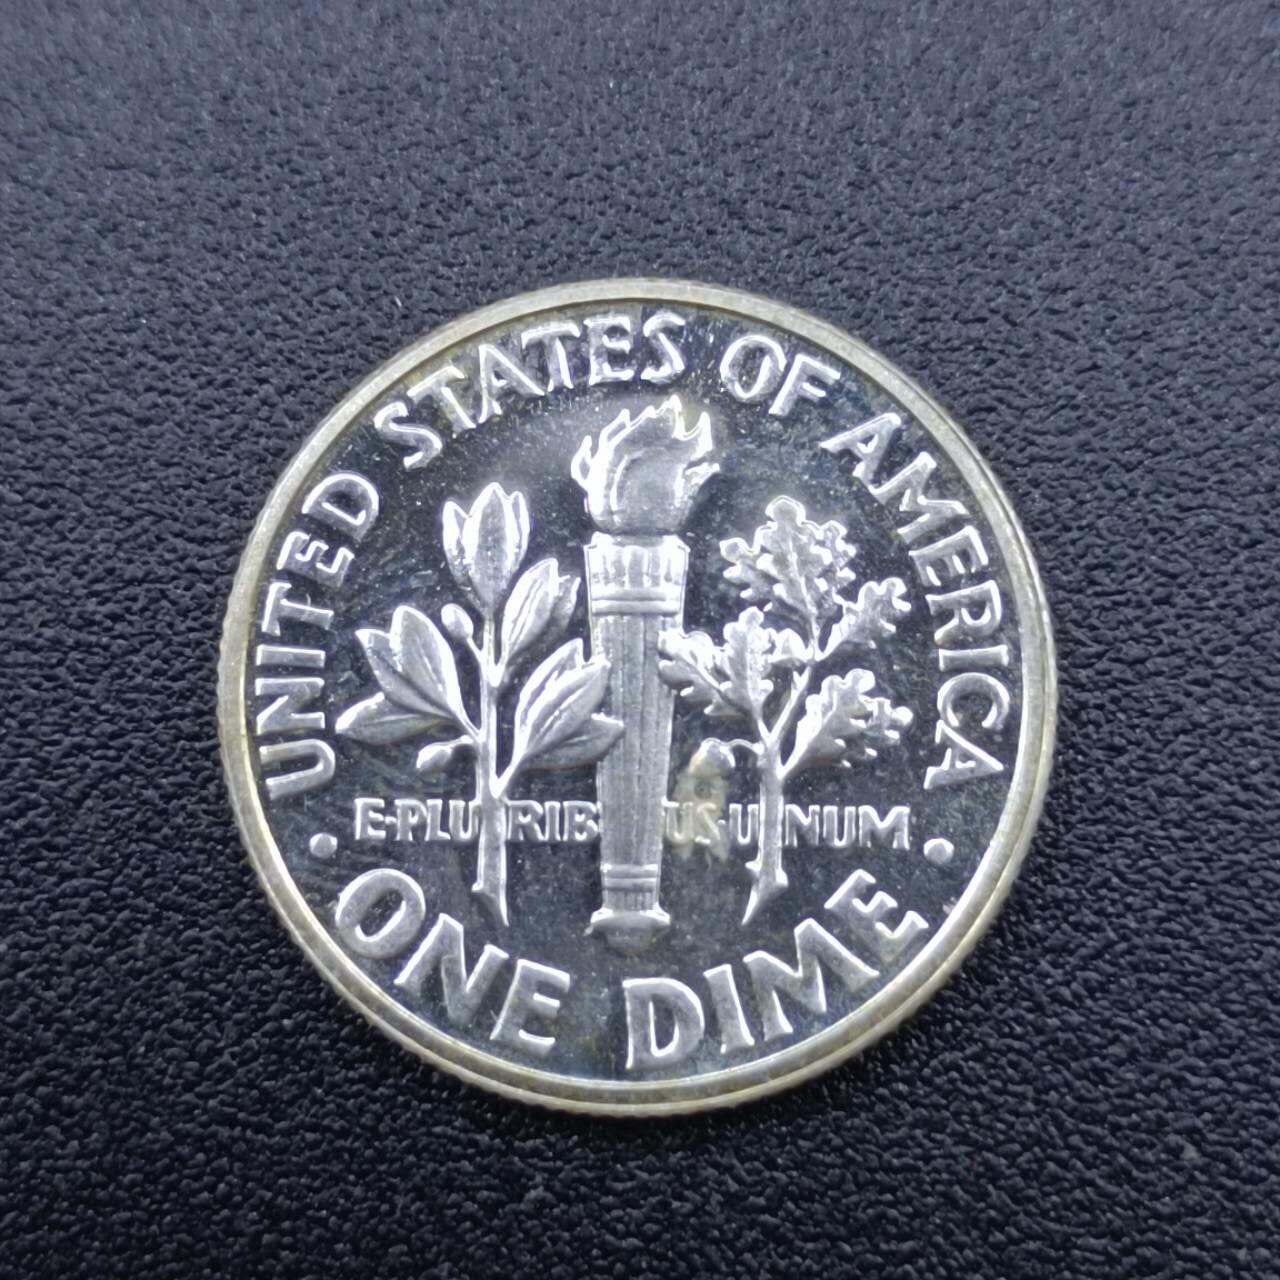 UNITED STATES OF AMERICA
E·PLURIBUS·UNUM
· ONE DIME ·